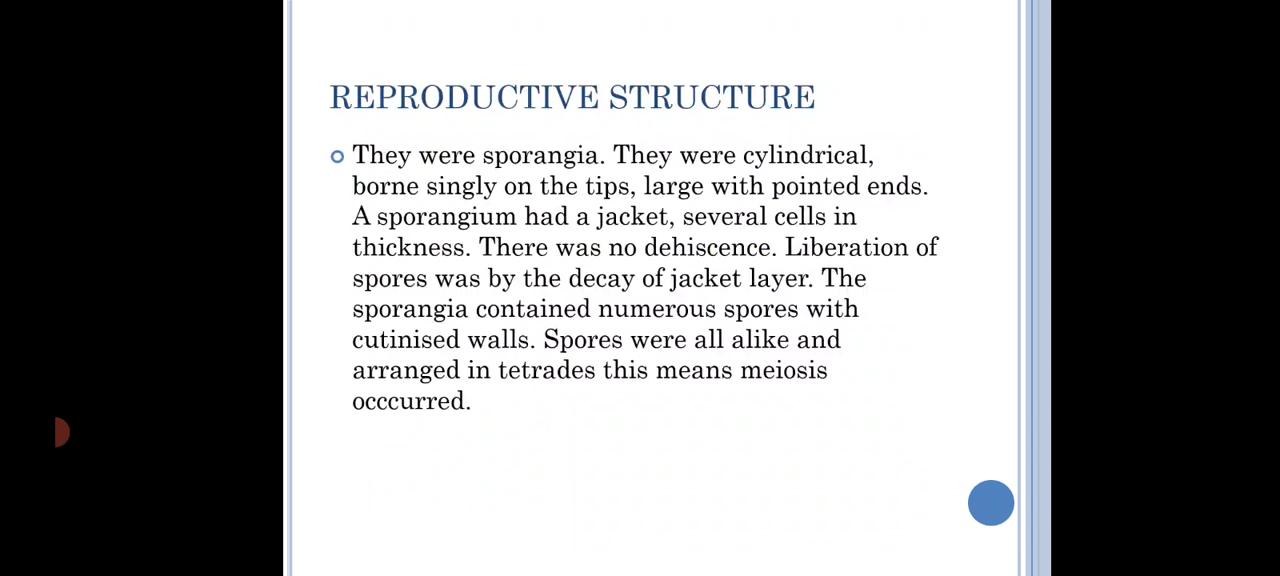 REPRODUCTIVE STRUCTURE
They were sporangia. They were cylindrical,
borne singly on the tips, large with pointed ends.
A sporangium had a jacket, several cells in
thickness. There was no dehiscence. Liberation of
spores was by the decay of jacket layer. The
sporangia contained numerous spores with
cutinised walls. Spores were all alike and
arranged in tetrades this means meiosis
occcurred.